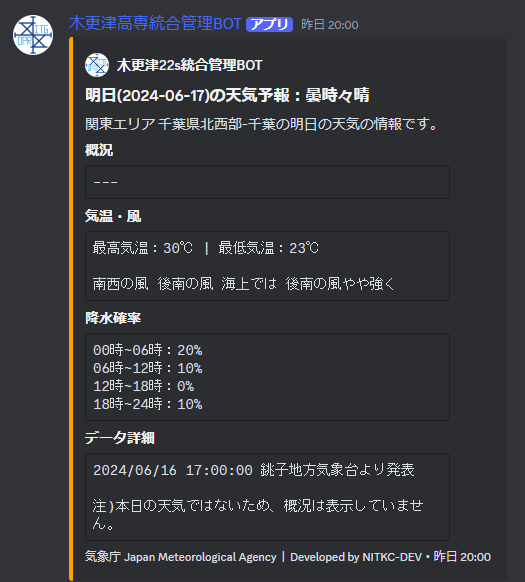 木更津高専統合管理BOT アプリ 昨日 20:00
木更津22s統合管理BOT
明日(2024-06-17)の天気予報：曇時々晴
関東エリア 千葉県北西部-千葉の明日の天気の情報です。
概況
---
気温・風
最高気温：30℃ | 最低気温：23℃
南西の風 後南の風 海上では 後南の風やや強く
降水確率
00時~06時：20%
06時~12時：10%
12時~18時：0%
18時~24時：10%
データ詳細
2024/06/16 17:00:00 銚子地方気象台より発表
注)本日の天気ではないため、概況は表示していませ
ん。
気象庁 Japan Meteorological Agency | Developed by NITKC-DEV・昨日 20:00